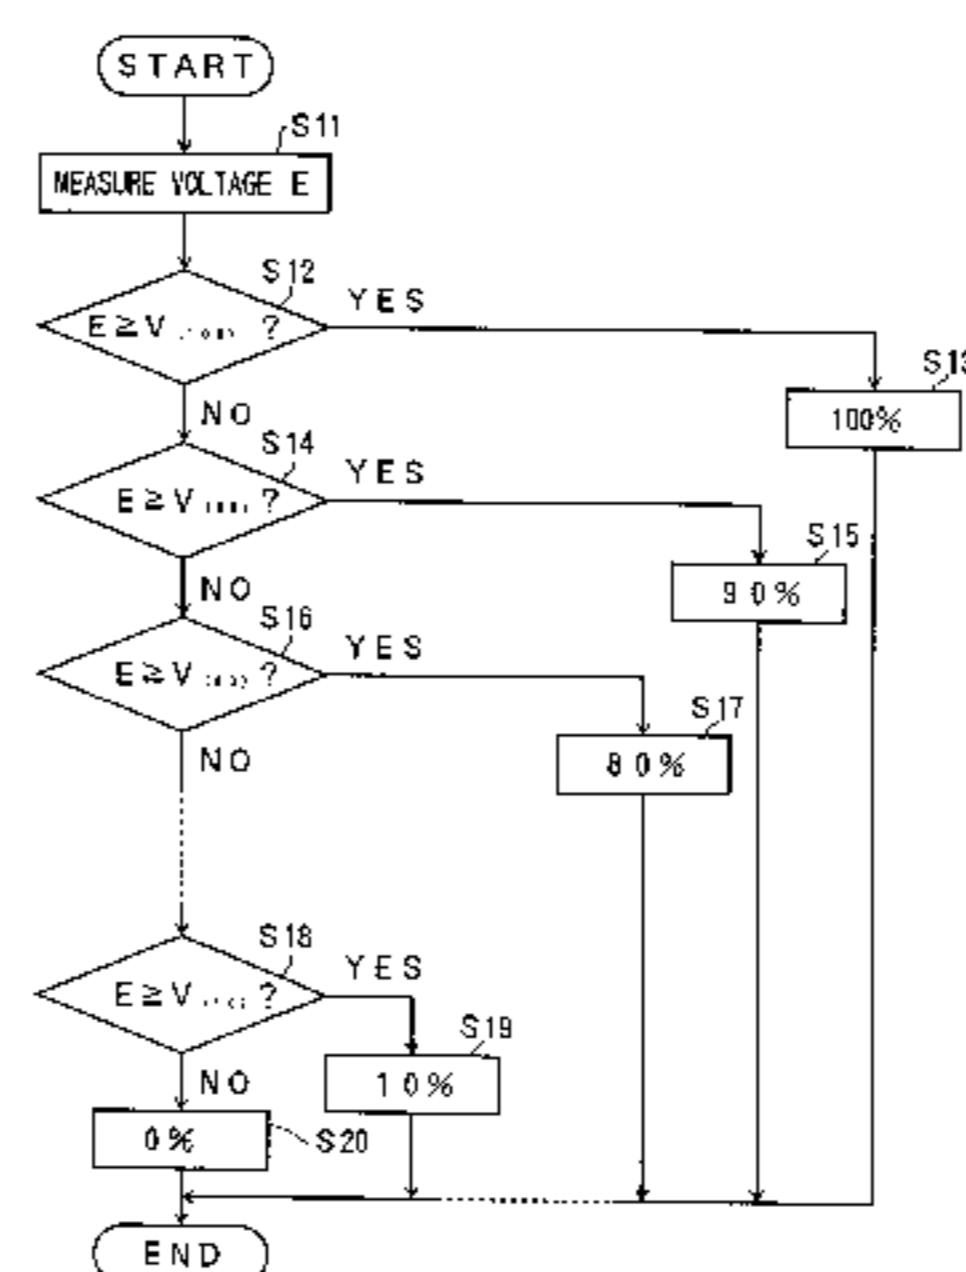 START
S11
MEASURE VOLTAGE E
S12
E≧V ?
YES
S13
100%
NO
S14
E≧V ?
YES
S15
90%
NO
S16
E≧V ?
YES
S17
80%
NO
S18
E≧V ?
YES
S19
10%
NO
0%
S20
END